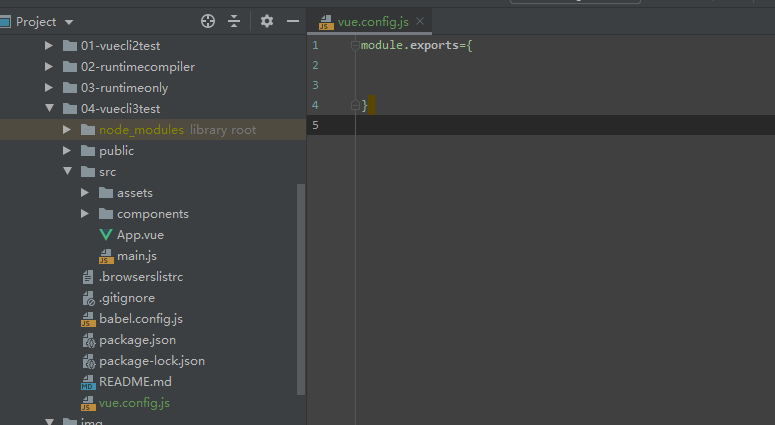 Project
vue.config.js
01-vuecli2test
02-runtimecompiler
03-runtimeonly
04-vuecli3test
node_modules library root
public
src
assets
components
App.vue
main.js
.browserslistrc
.gitignore
babel.config.js
package.json
package-lock.json
README.md
vue.config.js
1 module.exports={
2
3
4 }
5